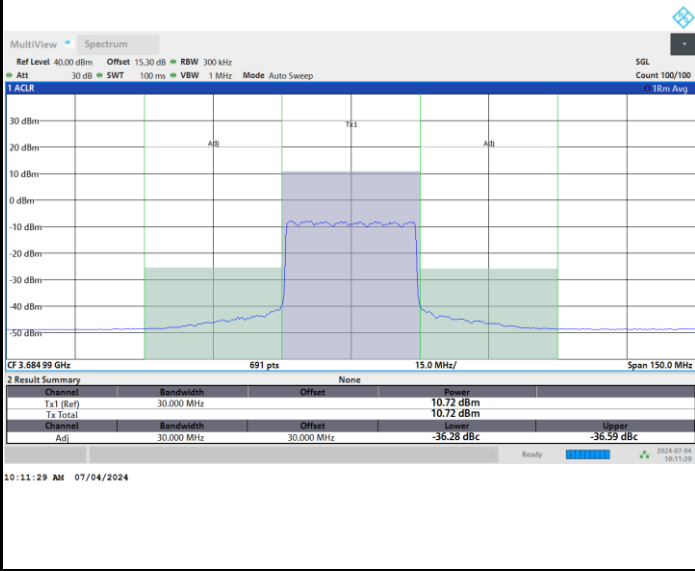 MultiView Spectrum
Ref Level 40.00 dBm Offset 15.30 dB RBW 300 kHz SGL
Att 30 dB SWT 100 ms VBW 1 MHz Mode Auto Sweep Count 100/100
1 ACLR 1Rm Avg
30 dBm
Tx1
20 dBm
Adj Adj
10 dBm
0 dBm
-10 dBm
-20 dBm
-30 dBm
-40 dBm
-50 dBm
CF 3.684 99 GHz 691 pts 15.0 MHz/ Span 150.0 MHz
2 Result Summary None
Channel Bandwidth Offset Power
Tx1 (Ref) 30.000 MHz 10.72 dBm
Tx Total 10.72 dBm
Channel Bandwidth Offset Lower Upper
Adj 30.000 MHz 30.000 MHz -36.28 dBc -36.59 dBc
Ready
10:11:29
10:11:29 AM 07/04/2024